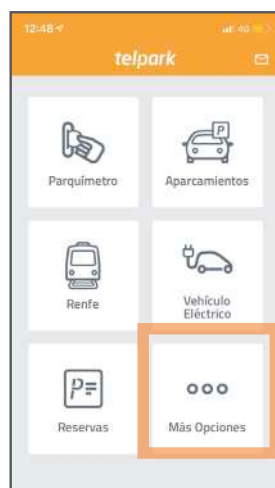 12:48
4G
telpark
Parquímetro
Aparcamientos
P
Renfe
Vehículo
Eléctrico
P=
Reservas
Más Opciones